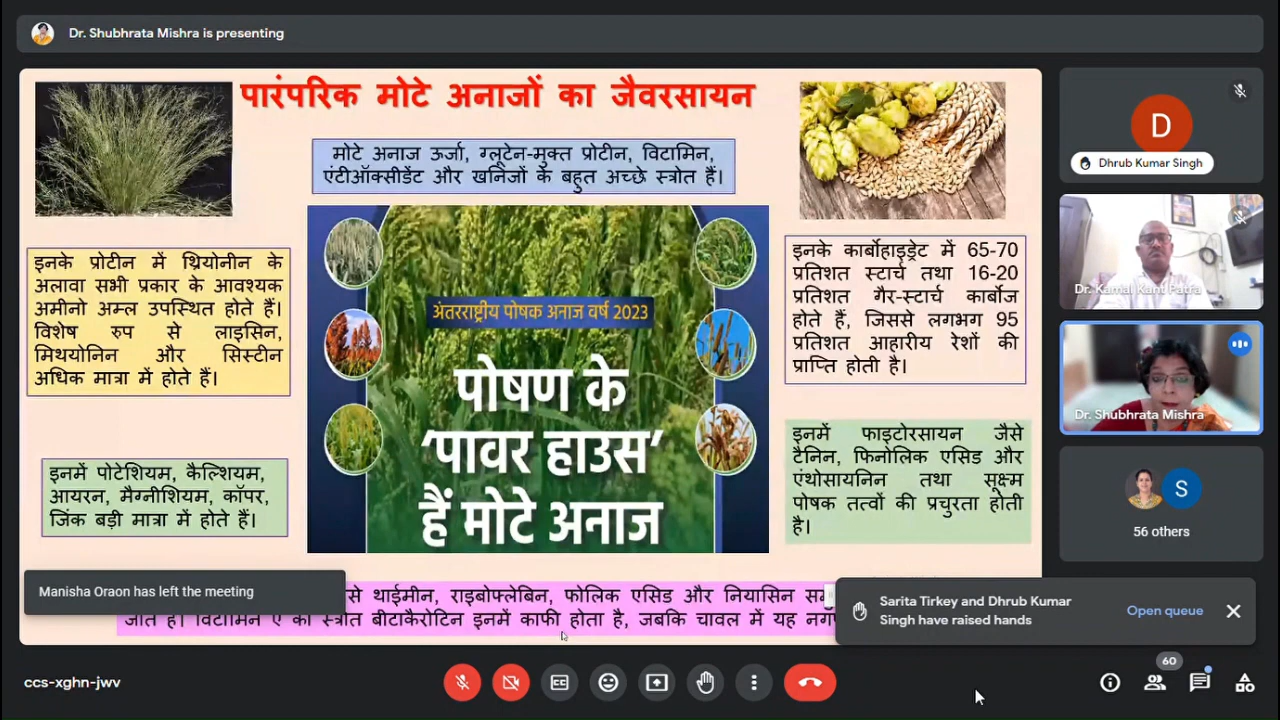 Dr. Shubhrata Mishra is presenting
पारंपरिक मोटे अनाजों का जैवरसायन
मोटे अनाज ऊर्जा, ग्लूटेन-मुक्त प्रोटीन, विटामिन,
एंटीऑक्सीडेंट और खनिजों के बहुत अच्छे स्त्रोत हैं।
इनके प्रोटीन में थ्रियोनीन के
अलावा सभी प्रकार के आवश्यक
अमीनो अम्ल उपस्थित होते हैं।
विशेष रुप से लाइसिन,
मिथयोनिन और सिस्टीन
अधिक मात्रा में होते हैं।
इनमें पोटेशियम, कैल्शियम,
आयरन, मैग्नीशियम, कॉपर,
जिंक बड़ी मात्रा में होते हैं।
अंतरराष्ट्रीय पोषक अनाज वर्ष 2023
पोषण के
‘पावर हाउस’
हैं मोटे अनाज
इनके कार्बोहाइड्रेट में 65-70
प्रतिशत स्टार्च तथा 16-20
प्रतिशत गैर-स्टार्च कार्बोज
होते हैं, जिससे लगभग 95
प्रतिशत आहारीय रेशों की
प्राप्ति होती है।
इनमें फाइटोरसायन जैसे
टैनिन, फिनोलिक एसिड और
एंथोसायनिन तथा सूक्ष्म
पोषक तत्वों की प्रचुरता होती
है।
से थाईमीन, राइबोफ्लेबिन, फोलिक एसिड और नियासिन
जाते हैं। विटामिन ए का स्त्रोत बीटाकैरोटिन इनमें काफी होता है, जबकि चावल में यह
Manisha Oraon has left the meeting
Sarita Tirkey and Dhrub Kumar
Singh have raised hands
Open queue
D
Dhrub Kumar Singh
Dr. Kamal Kant Patra
Dr. Shubhrata Mishra
S
56 others
ccs-xghn-jwv
60